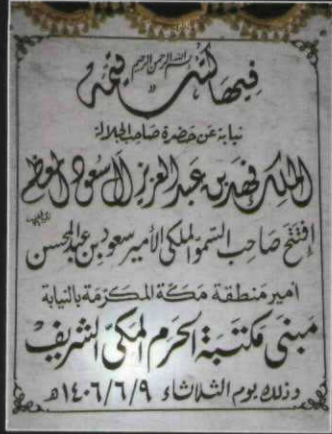 بسم الله الرحمن الرحيم
فيها كتب قيمة
نيابة عن حضرة صاحب الجلالة
الملك فهد بن عبد العزيز آل سعود المعظم
إفتتح صاحب السمو الملكي الأمير سعود بن عبد المحسن
امير منطقة مكة المكرمة بالنيابة
مبنى مكتبة الحرم المكي الشريف
وذلك يوم الثلاثاء ١٤٠٦/٦/٩هـ